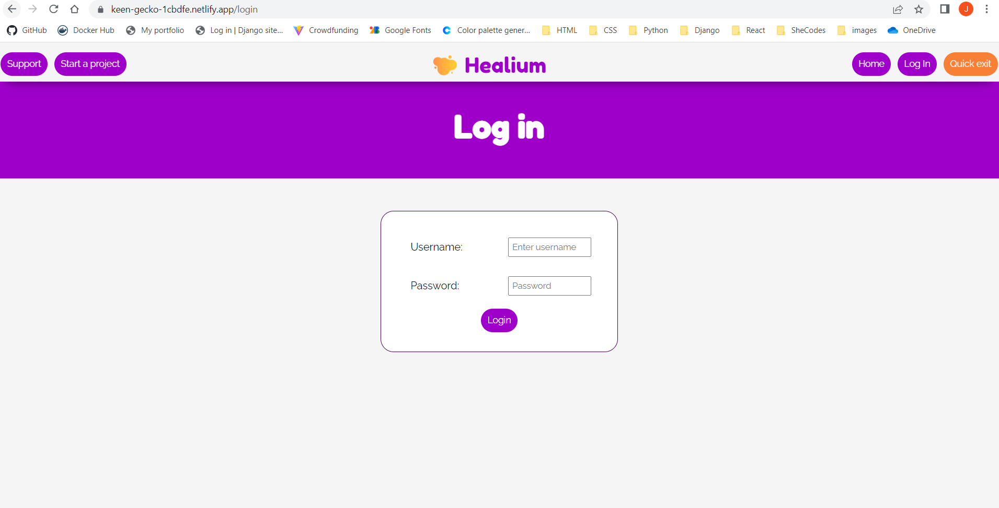 keen-gecko-1cbdfe.netlify.app/login
J
GitHub Docker Hub My portfolio Log in | Django site... Crowdfunding Google Fonts Color palette gener... HTML CSS Python Django React SheCodes images OneDrive
Support Start a project Healium Home Log In Quick exit
Log in
Username: Enter username
Password: Password
Login